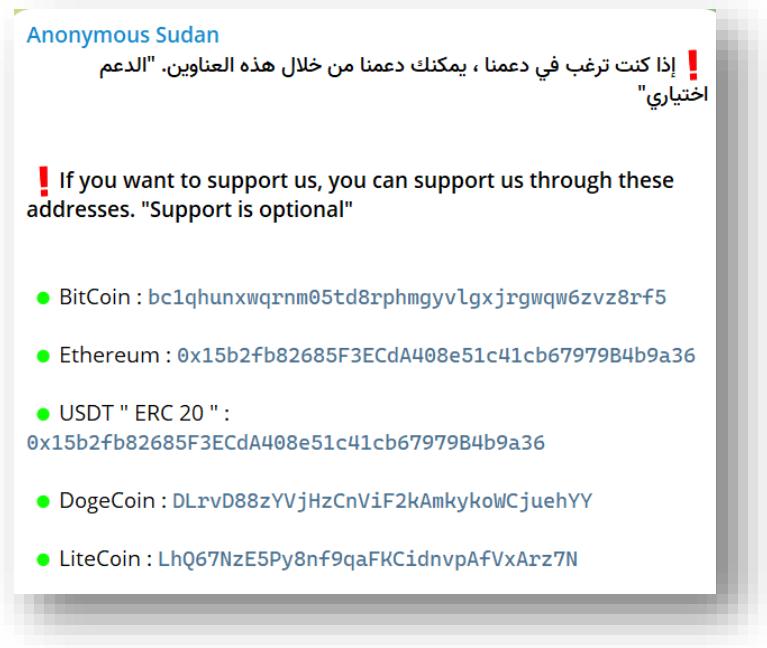 Anonymous Sudan
❗ إذا كنت ترغب في دعمنا ، يمكنك دعمنا من خلال هذه العناوين. "الدعم
اختياري"
❗If you want to support us, you can support us through these
addresses. "Support is optional"
● BitCoin : bc1qhunxwqrnm05td8rphmgyvlgxjrgwqw6zvz8rf5
● Ethereum : 0x15b2fb82685F3ECdA408e51c41cb67979B4b9a36
● USDT " ERC 20 " :
0x15b2fb82685F3ECdA408e51c41cb67979B4b9a36
● DogeCoin : DLrvD88zYVjHzCnViF2kAmkykoWCjuehYY
● LiteCoin : LhQ67NzE5Py8nf9qaFKCidnvpAfVxArz7N